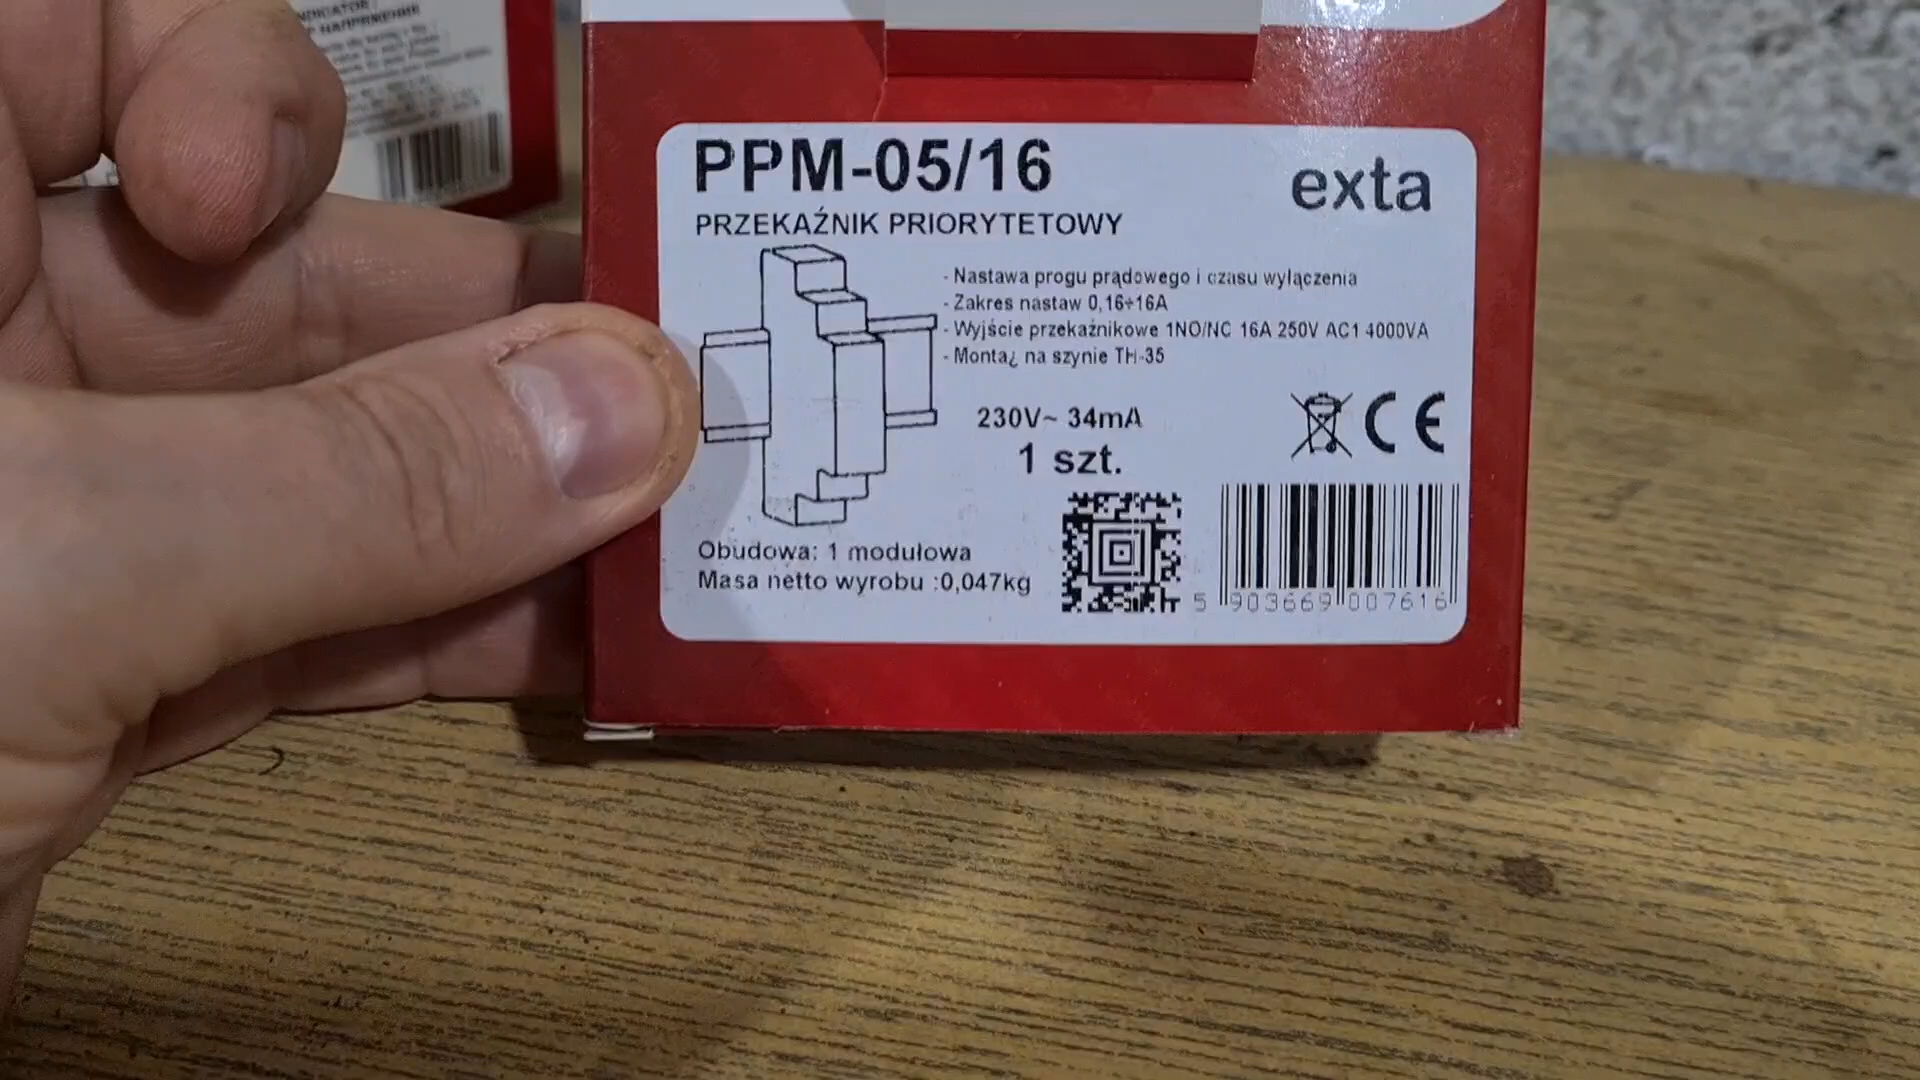 INDICATOR /
PPM-05/16
exta
PRZEKAŹNIK PRIORYTETOWY
- Nastawa progu prądowego i czasu wyłączenia
- Zakres nastaw 0,16÷16A
- Wyjście przekaźnikowe 1NO/NC 16A 250V AC1 4000VA
- Montaż na szynie TH-35
230V~ 34mA
1 szt.
CE
Obudowa: 1 modułowa
Masa netto wyrobu :0,047kg
5 903669 007616